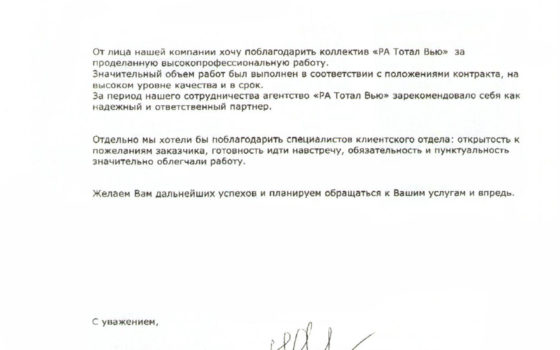 От лица нашей компании хочу поблагодарить коллектив «РА Тотал Вью» за
проделанную высокопрофессиональную работу.
Значительный объем работ был выполнен в соответствии с положениями контракта, на
высоком уровне качества и в срок.
За период нашего сотрудничества агентство «РА Тотал Вью» зарекомендовало себя как
надежный и ответственный партнер.
Отдельно мы хотели бы поблагодарить специалистов клиентского отдела: открытость к
пожеланиям заказчика, готовность идти навстречу, обязательность и пунктуальность
значительно облегчали работу.
Желаем Вам дальнейших успехов и планируем обращаться к Вашим услугам и впредь.
С уважением,